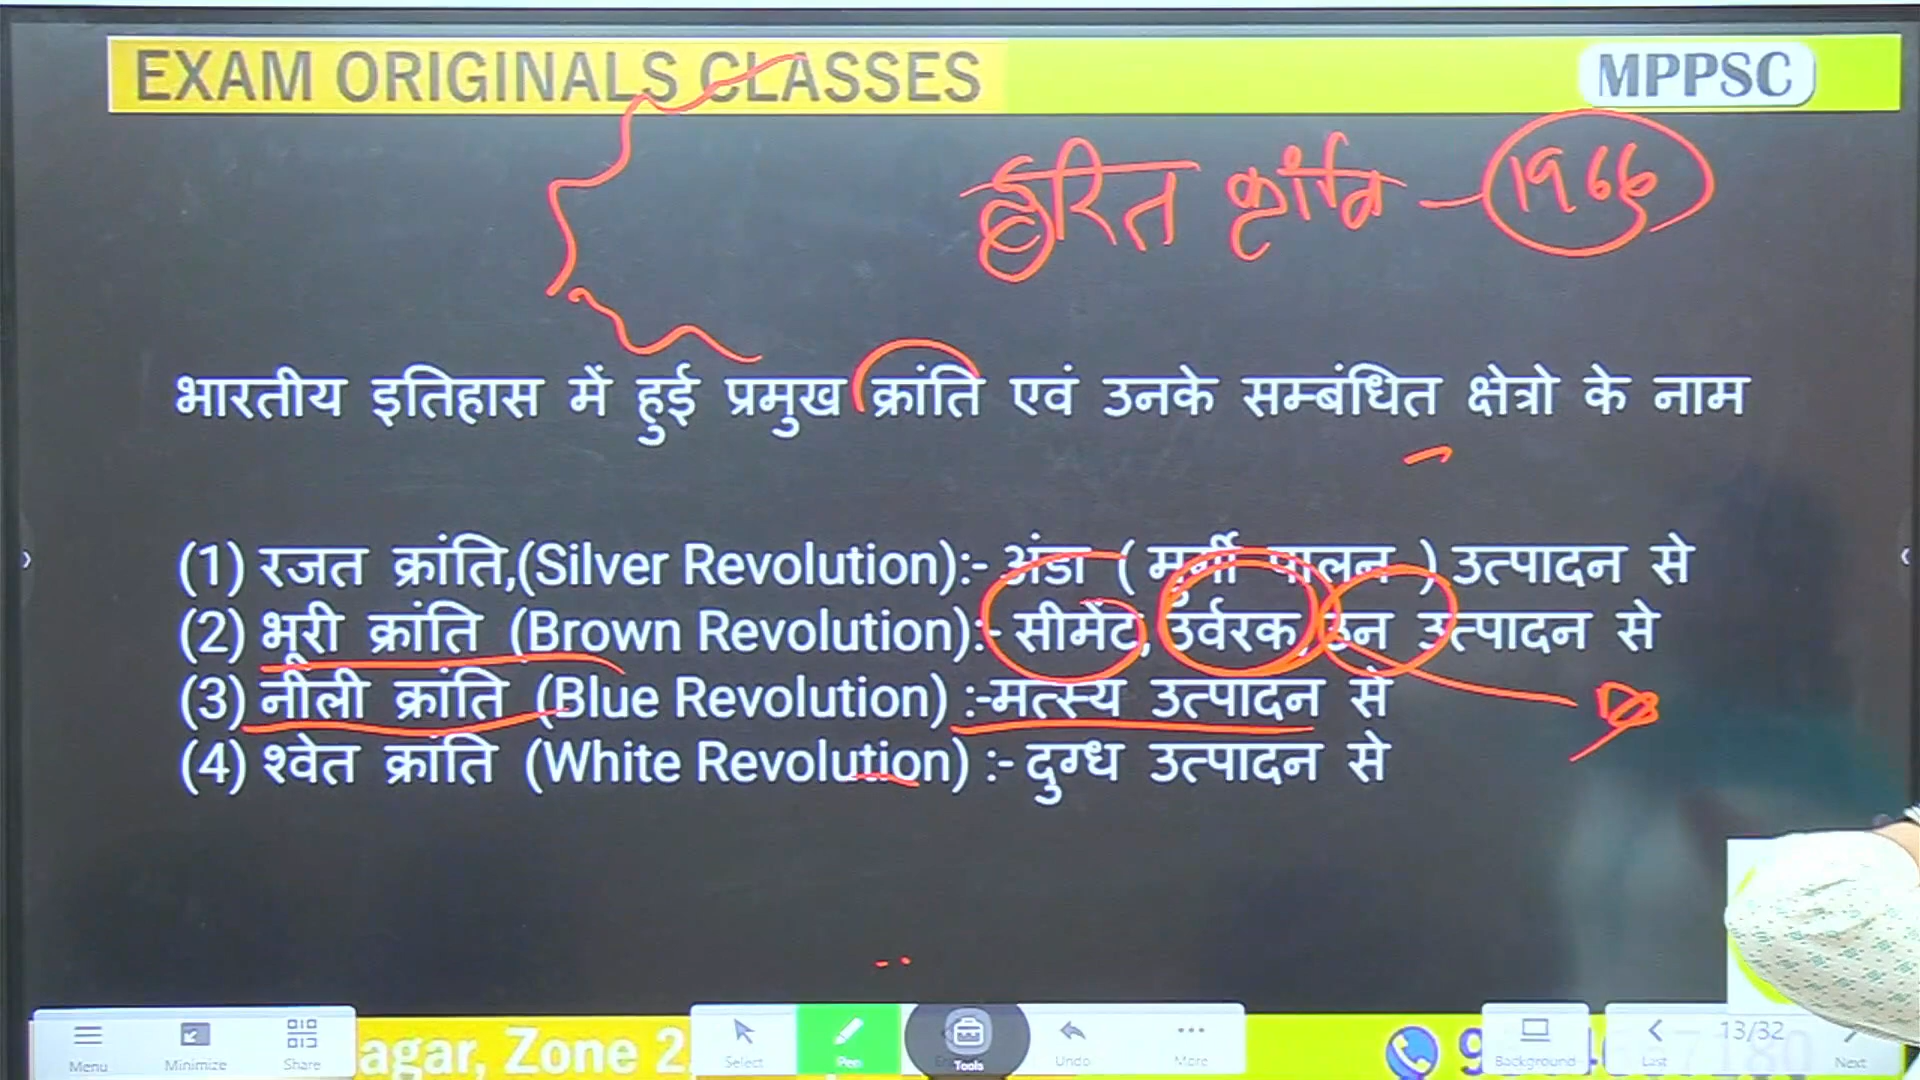 EXAM ORIGINALS CLASSES
MPPSC
हरित क्रांति - 1966
भारतीय इतिहास में हुई प्रमुख क्रांति एवं उनके सम्बंधित क्षेत्रो के नाम
(1) रजत क्रांति,(Silver Revolution):- अंडा ( मुर्गी पालन ) उत्पादन से
(2) भूरी क्रांति (Brown Revolution):- सीमेंट, उर्वरक, उन उत्पादन से
(3) नीली क्रांति (Blue Revolution) :-मत्स्य उत्पादन से
(4) श्वेत क्रांति (White Revolution) :- दुग्ध उत्पादन से
agar, Zone 2,
Menu Minimize Share Select Pen Tools Undo More Background Last 13/32 Next